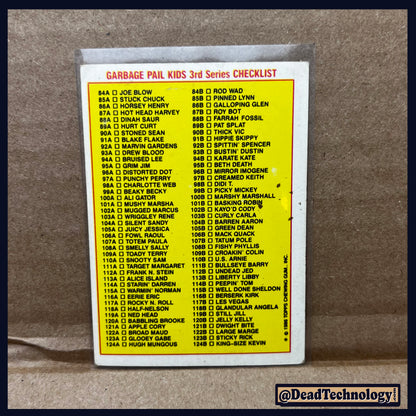 GARBAGE PAIL KIDS 3rd Series CHECKLIST
84A □ JOE BLOW 84B □ ROD WAD
85A □ STUCK CHUCK 85B □ PINNED LYNN
86A □ HORSEY HENRY 86B □ GALLOPING GLEN
87A □ HOT HEAD HARVEY 87B □ ROY BOT
88A □ DINAH SAUR 88B □ FARRAH FOSSIL
89A □ HURT CURT 89B □ PAT SPLAT
90A □ STONED SEAN 90B □ THICK VIC
91A □ BLAKE FLAKE 91B □ HIPPIE SKIPPY
92A □ MARVIN GARDENS 92B □ SPITTIN' SPENCER
93A □ DREW BLOOD 93B □ BUSTIN' DUSTIN
94A □ BRUISED LEE 94B □ KARATE KATE
95A □ GRIM JIM 95B □ BETH DEATH
96A □ DISTORTED DOT 96B □ MIRROR IMOGENE
97A □ PUNCHY PERRY 97B □ CREAMED KEITH
98A □ CHARLOTTE WEB 98B □ DIDI T.
99A □ BEAKY BECKY 99B □ PICKY MICKEY
100A □ ALI GATOR 100B □ MARSHY MARSHALL
101A □ MUSHY MARSHA 101B □ BASKING ROBIN
102A □ MUGGED MARCUS 102B □ KAYO'D CODY
103A □ WRIGGLEY RENE 103B □ CURLY CARLA
104A □ SILENT SANDY 104B □ BARREN AARON
105A □ JUICY JESSICA 105B □ GREEN DEAN
106A □ FOWL RAOUL 106B □ MACK QUACK
107A □ TOTEM PAULA 107B □ TATUM POLE
108A □ SMELLY SALLY 108B □ FISHY PHYLLIS
109A □ TOADY TERRY 109B □ CROAKIN' COLIN
110A □ SNOOTY SAM 110B □ U.S. ARNIE
111A □ TARGET MARGARET 111B □ BULLSEYE BARRY
112A □ FRANK N. STEIN 112B □ UNDEAD JED
113A □ ALICE ISLAND 113B □ LIBERTY LIBBY
114A □ STARIN' DARREN 114B □ PEEPIN' TOM
115A □ WARMIN' NORMAN 115B □ WELL DONE SHELDON
116A □ EERIE ERIC 116B □ BERSERK KIRK
117A □ ROCKY N. ROLL 117B □ LES VEGAS
118A □ HALF-NELSON 118B □ GLANDULAR ANGELA
119A □ NED HEAD 119B □ STILL JILL
120A □ BABBLING BROOKE 120B □ JELLY KELLY
121A □ APPLE CORY 121B □ DWIGHT BITE
122A □ BROAD MAUD 122B □ LARGE MARGE
123A □ GLOOEY GABE 123B □ STICKY RICK
124A □ HUGH MUNGOUS 124B □ KING-SIZE KEVIN
★ © 1986 TOPPS CHEWING GUM, INC.
@DeadTechnology